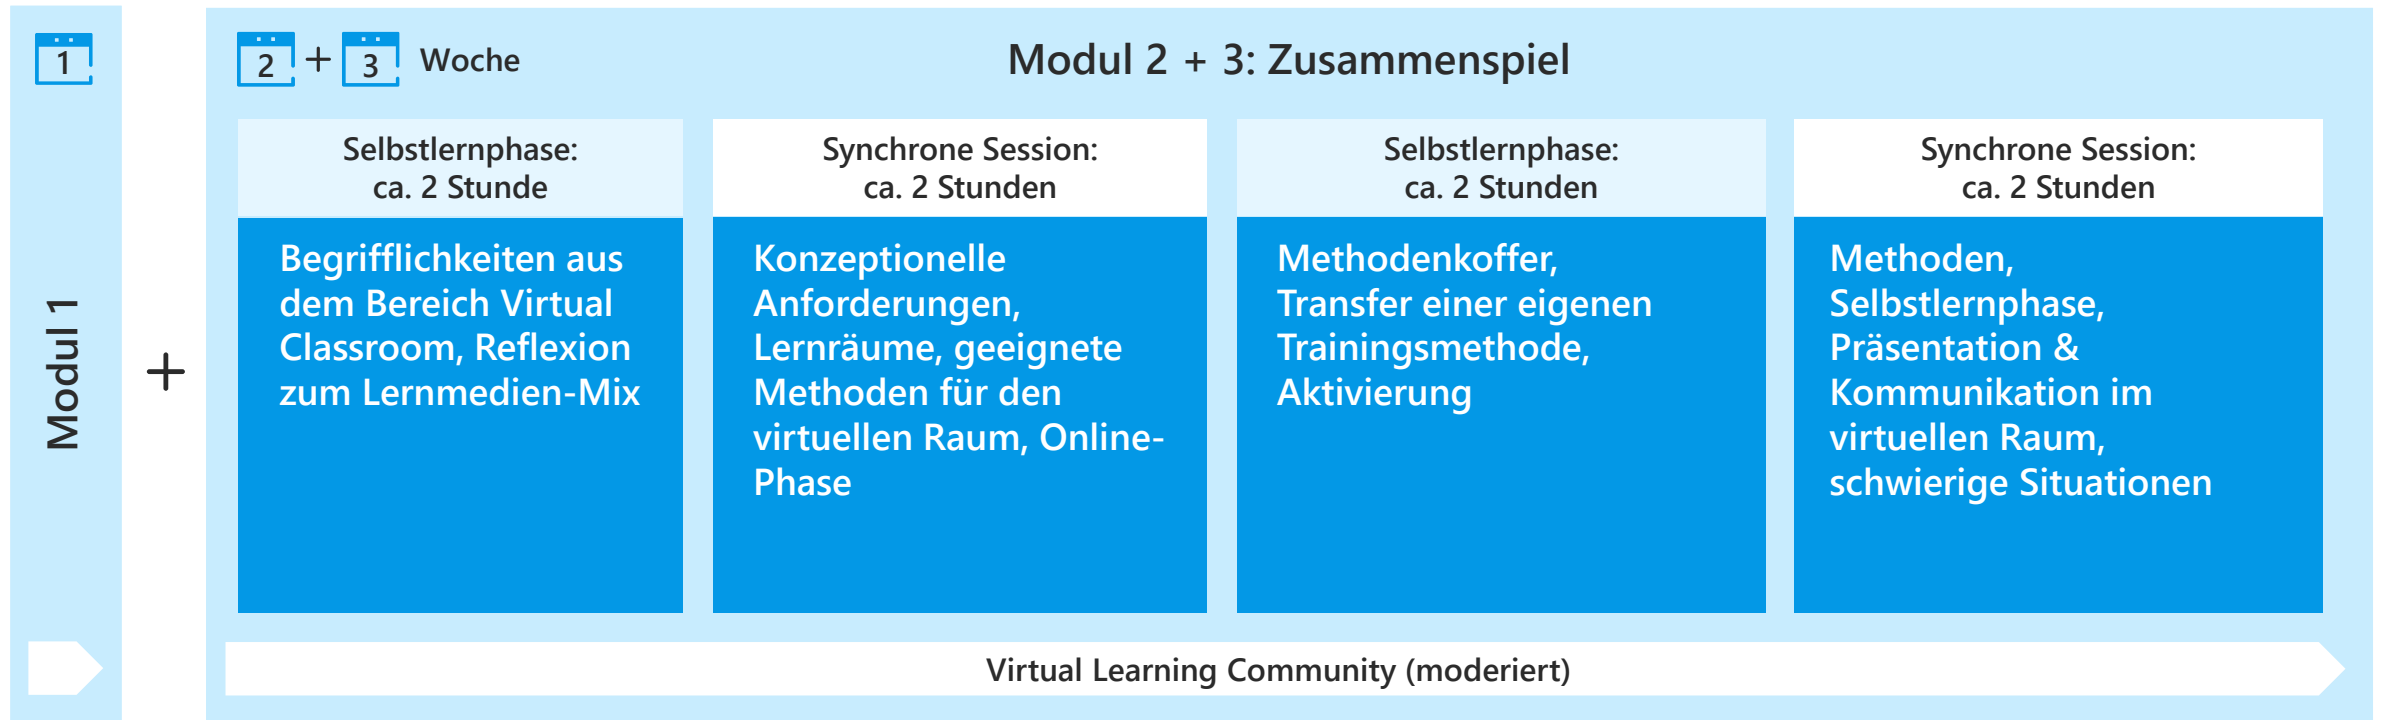 1
Modul 1
+
2 + 3 Woche
Modul 2 + 3: Zusammenspiel
Selbstlernphase:
ca. 2 Stunde
Begrifflichkeiten aus
dem Bereich Virtual
Classroom, Reflexion
zum Lernmedien-Mix
Synchrone Session:
ca. 2 Stunden
Konzeptionelle
Anforderungen,
Lernräume, geeignete
Methoden für den
virtuellen Raum, Online-
Phase
Selbstlernphase:
ca. 2 Stunden
Methodenkoffer,
Transfer einer eigenen
Trainingsmethode,
Aktivierung
Synchrone Session:
ca. 2 Stunden
Methoden,
Selbstlernphase,
Präsentation &
Kommunikation im
virtuellen Raum,
schwierige Situationen
Virtual Learning Community (moderiert)